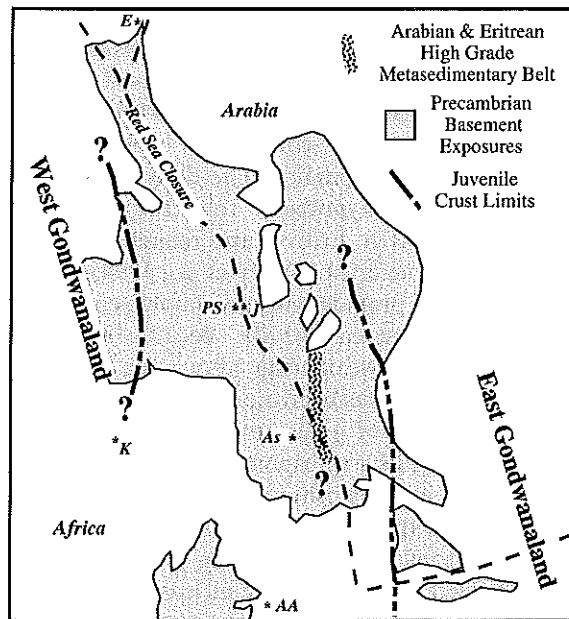 E*
Arabian & Eritrean
High Grade
Metasedimentary Belt
Arabia
Precambrian
Basement
Exposures
Red Sea Closure
?
Juvenile
Crust Limits
West Gondwanaland
?
PS ** J
East Gondwanaland
?
*K
As *
?
Africa
*AA